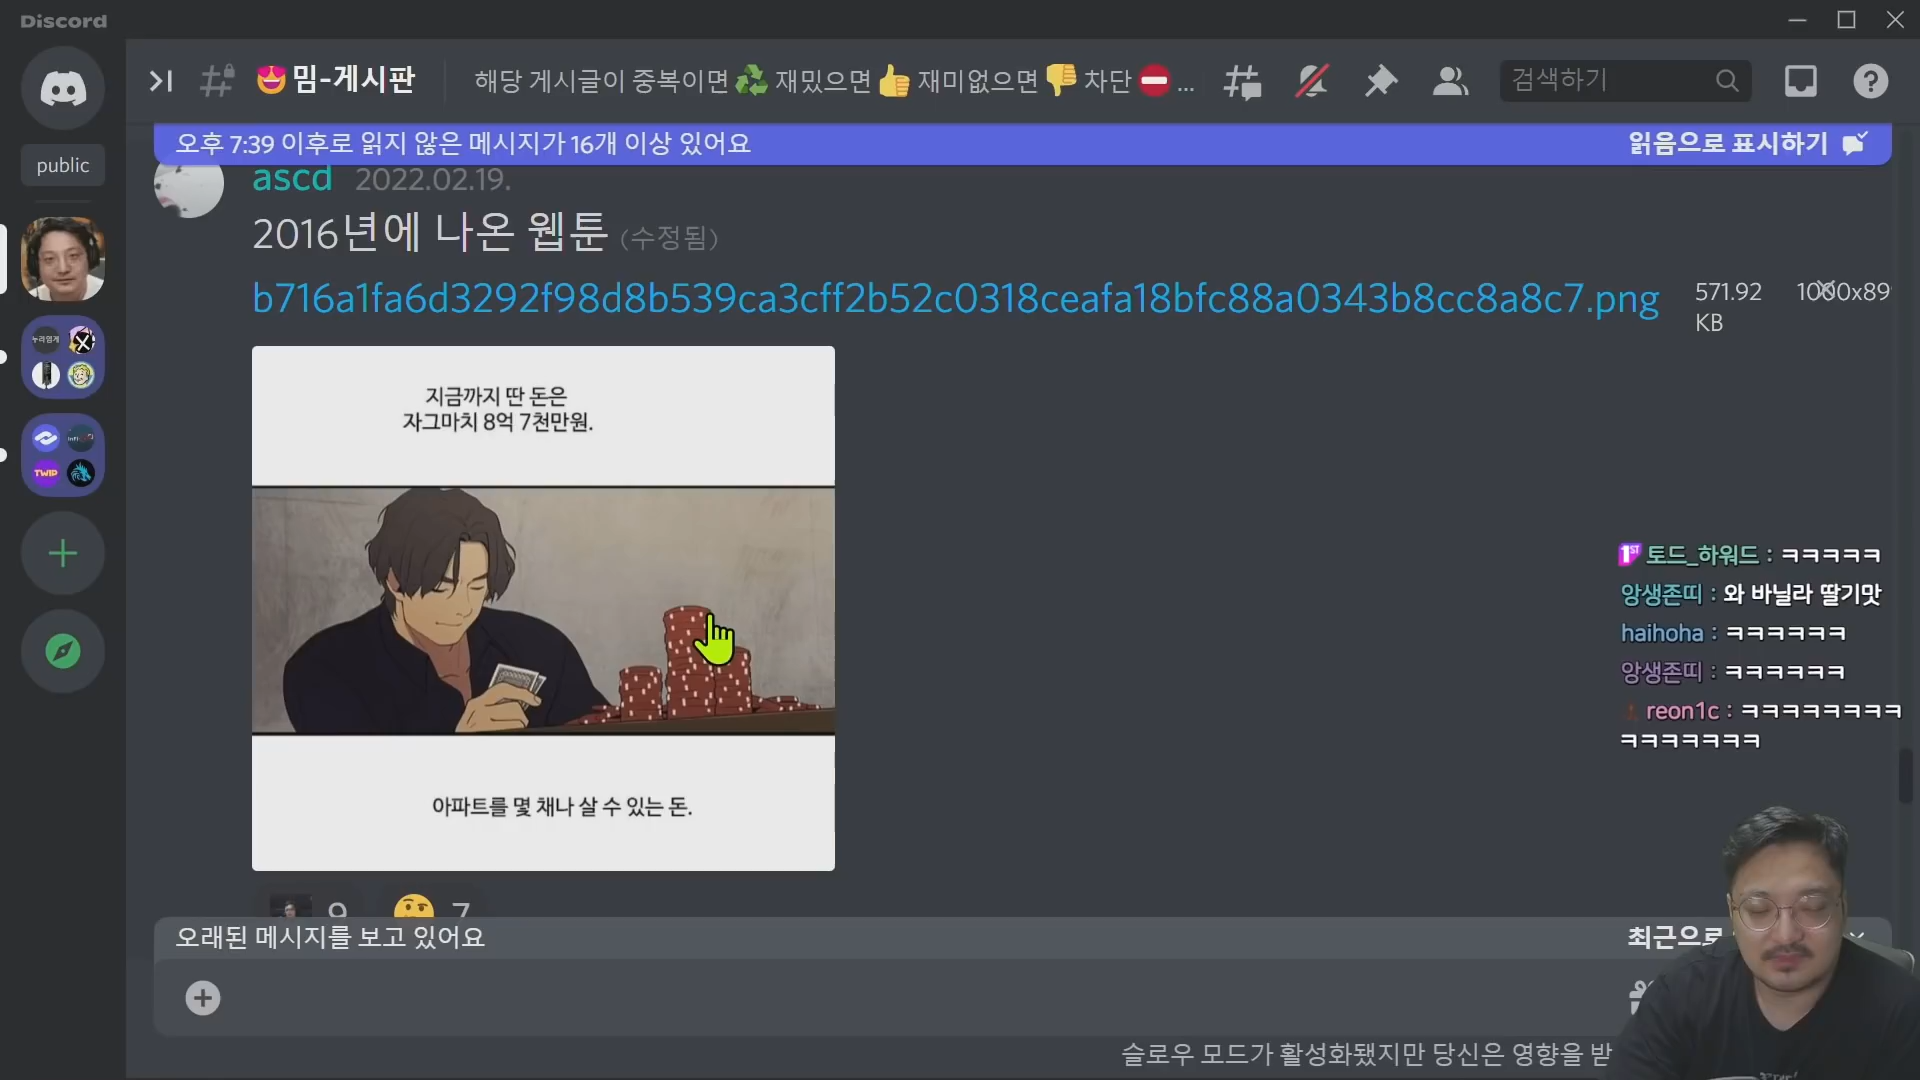 Discord
public
밈-게시판
해당 게시글이 중복이면 재밌으면 재미없으면 차단 ...
검색하기
오후 7:39 이후로 읽지 않은 메시지가 16개 이상 있어요
읽음으로 표시하기
ascd 2022.02.19.
2016년에 나온 웹툰 (수정됨)
b716a1fa6d3292f98d8b539ca3cff2b52c0318ceafa18bfc88a0343b8cc8a8c7.png
571.92
KB
지금까지 딴 돈은
자그마치 8억 7천만원.
아파트를 몇 채나 살 수 있는 돈.
9 7
토드_하워드 : ㅋㅋㅋㅋㅋ
앙생존띠 : 와 바닐라 딸기맛
haihoha : ㅋㅋㅋㅋㅋㅋ
앙생존띠 : ㅋㅋㅋㅋㅋㅋ
reon1c : ㅋㅋㅋㅋㅋㅋㅋㅋ
ㅋㅋㅋㅋㅋㅋㅋ
오래된 메시지를 보고 있어요
최근으로
슬로우 모드가 활성화됐지만 당신은 영향을 받
TWIP